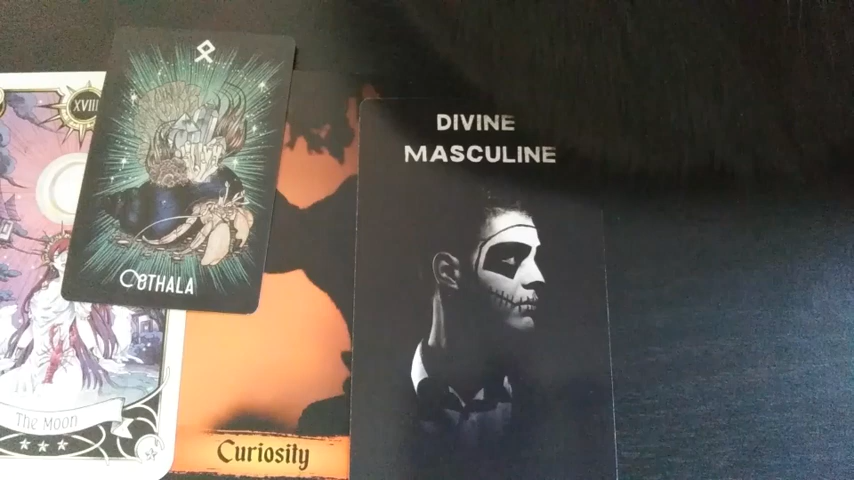 XVIII
The Moon
OTHALA
Curiosity
DIVINE
MASCULINE